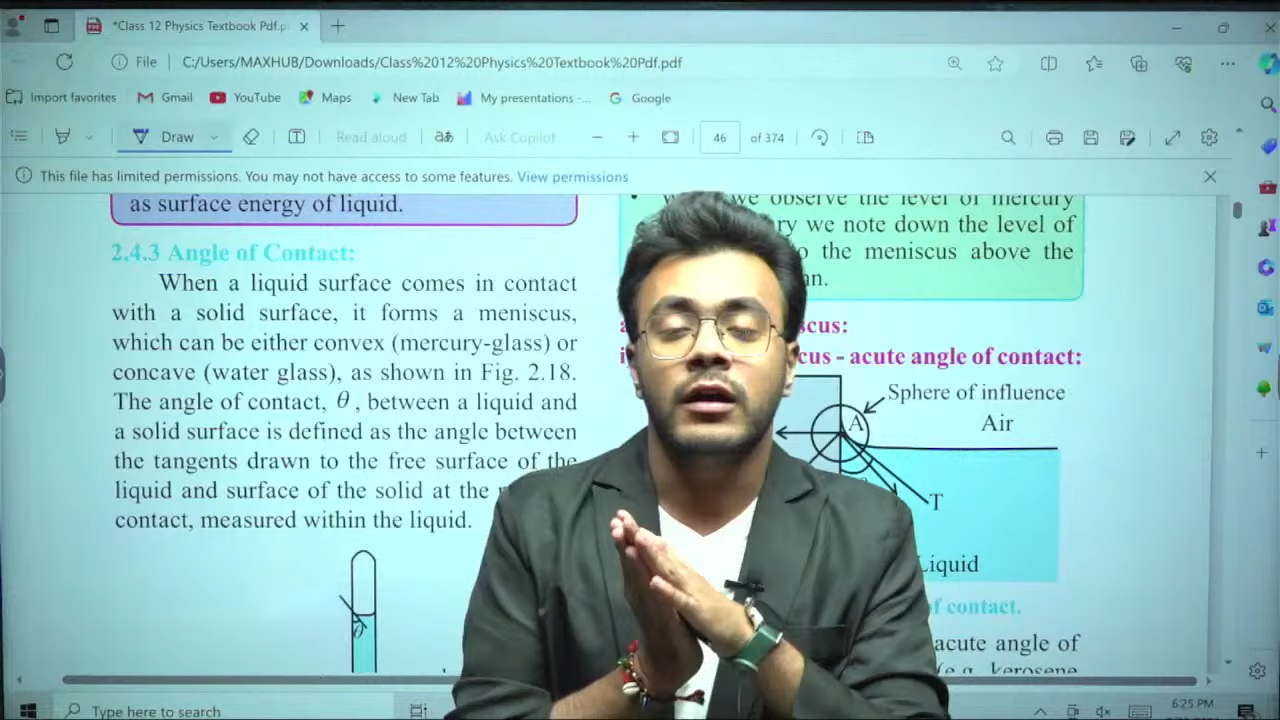 *Class 12 Physics Textbook Pdf.p
File C:/Users/MAXHUB/Downloads/Class%2012%20Physics%20Textbook%20Pdf.pdf
Import favorites Gmail YouTube Maps New Tab My presentations -... Google
Draw Read aloud Ask Copilot 46 of 374
This file has limited permissions. You may not have access to some features. View permissions
as surface energy of liquid.
2.4.3 Angle of Contact:
When a liquid surface comes in contact
with a solid surface, it forms a meniscus,
which can be either convex (mercury-glass) or
concave (water glass), as shown in Fig. 2.18.
The angle of contact, θ, between a liquid and
a solid surface is defined as the angle between
the tangents drawn to the free surface of the
liquid and surface of the solid at the
contact, measured within the liquid.
θ
we observe the level of mercury
we note down the level of
the meniscus above the
- acute angle of contact:
Sphere of influence
A
Air
T
Liquid
of contact.
acute angle of
(e.g. kerosene
Type here to search
6:25 PM